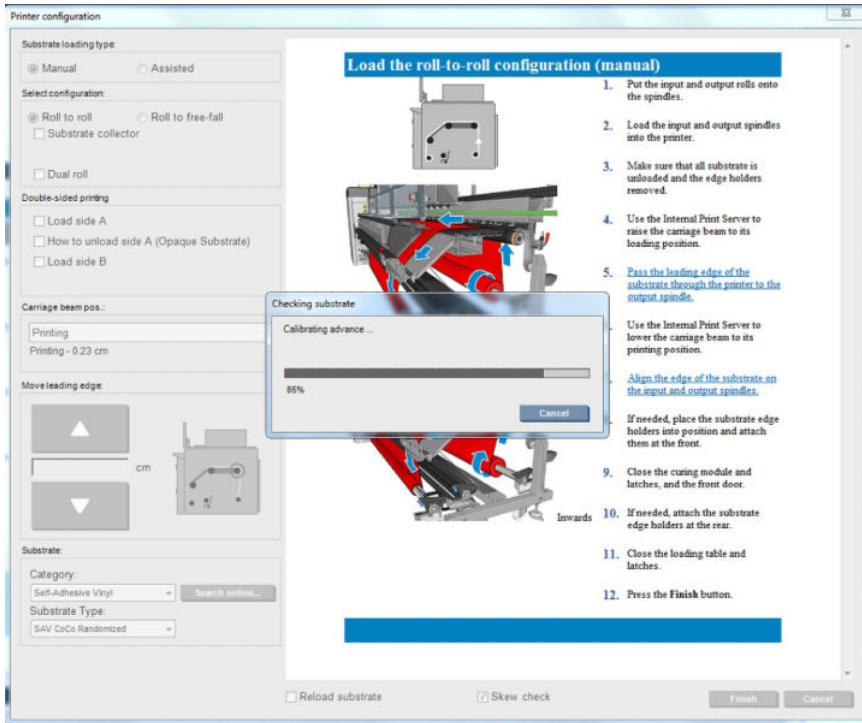 Printer configuration
Substrate loading type:
Manual
Assisted
Select configuration:
Roll to roll
Roll to free-fall
Substrate collector
Dual roll
Double-sided printing
Load side A
How to unload side A (Opaque Substrate)
Load side B
Carriage beam pos.:
Printing
Printing - 0.23 cm
Move leading edge:
cm
Substrate:
Category:
Self-Adhesive Vinyl
Search online...
Substrate Type:
SAV CoCo Randomized
Load the roll-to-roll configuration (manual)
1. Put the input and output rolls onto
the spindles.
2. Load the input and output spindles
into the printer.
3. Make sure that all substrate is
unloaded and the edge holders
removed.
4. Use the Internal Print Server to
raise the carriage beam to its
loading position.
5. Pass the leading edge of the
substrate through the printer to the
output spindle.
Use the Internal Print Server to
lower the carriage beam to its
printing position.
Align the edge of the substrate on
the input and output spindles.
If needed, place the substrate edge
holders into position and attach
them at the front.
9. Close the curing module and
latches, and the front door.
Inwards
10. If needed, attach the substrate
edge holders at the rear.
11. Close the loading table and
latches.
12. Press the Finish button.
Checking substrate
Calibrating advance ...
85%
Cancel
Reload substrate
Skew check
Finish
Cancel